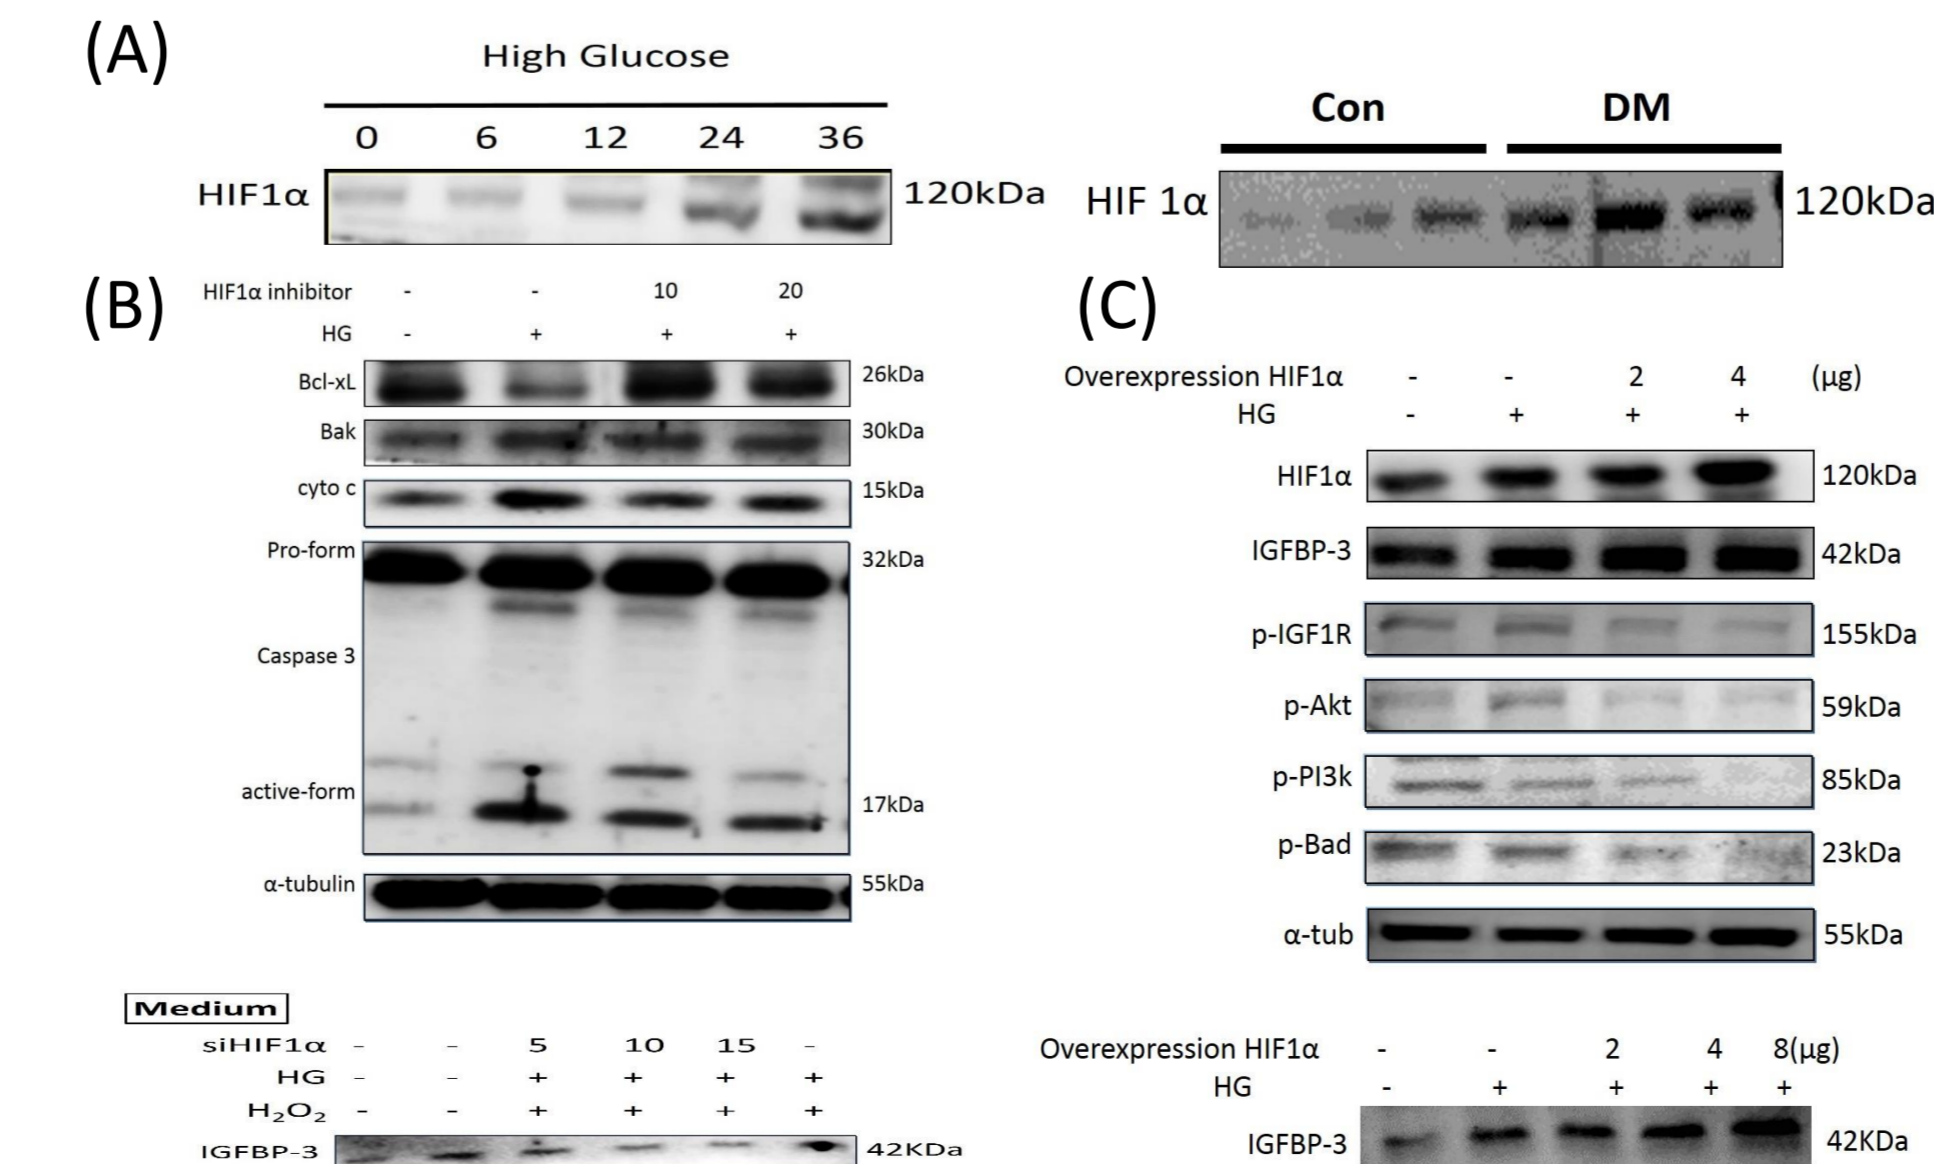 (A)
High Glucose
0 6 12 24 36
HIF1α 120kDa
Con DM
HIF 1α 120kDa
(B)
HIF1α inhibitor - - 10 20
HG - + + +
Bcl-xL 26kDa
Bak 30kDa
cyto c 15kDa
Pro-form 32kDa
Caspase 3
active-form 17kDa
α-tubulin 55kDa
(C)
Overexpression HIF1α - - 2 4 (μg)
HG - + + +
HIF1α 120kDa
IGFBP-3 42kDa
p-IGF1R 155kDa
p-Akt 59kDa
p-PI3k 85kDa
p-Bad 23kDa
α-tub 55kDa
Medium
siHIF1α - - 5 10 15 -
HG - - + + + +
H₂O₂ - - + + + +
IGFBP-3 42KDa
Overexpression HIF1α - - 2 4 8(μg)
HG - + + + +
IGFBP-3 42KDa